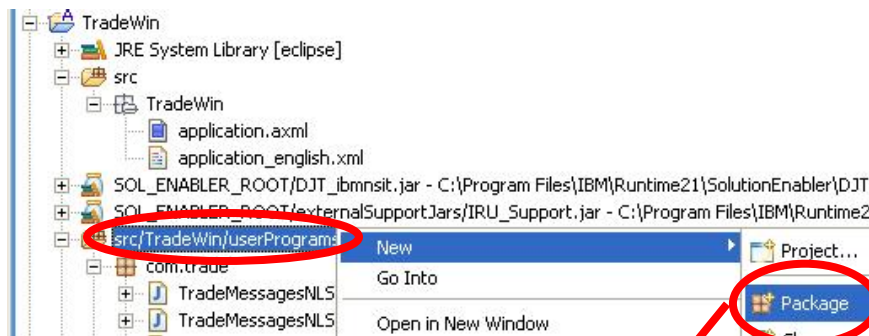 TradeWin
JRE System Library [eclipse]
src
TradeWin
application.axml
application_english.xml
SOL_ENABLER_ROOT/DJT_ibmnsit.jar - C:\Program Files\IBM\Runtime21\SolutionEnabler\DJT
SOL_ENABLER_ROOT/externalSupportJars/IRU_Support.jar - C:\Program Files\IBM\Runtime2
src/TradeWin/userPrograms
New
Project...
com.trade
Go Into
Package
TradeMessagesNLS
TradeMessagesNLS
Open in New Window